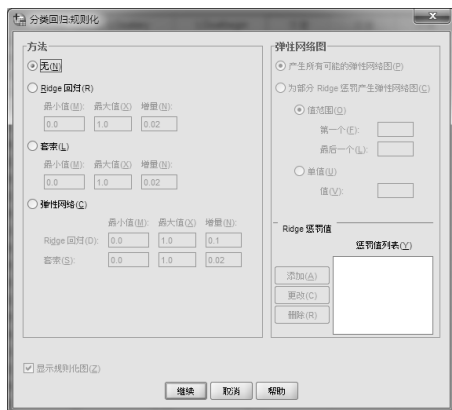 分类回归:规则化
方法
无(N)
Ridge 回归(R)
最小值(M): 最大值(X) 增量(N):
0.0 1.0 0.02
套索(L)
最小值(M): 最大值(X) 增量(N):
0.0 1.0 0.02
弹性网络(C)
最小值(M): 最大值(X) 增量(N):
Ridge 回归(D): 0.0 1.0 0.1
套索(S): 0.0 1.0 0.02
弹性网络图
产生所有可能的弹性网络图(P)
为部分 Ridge 惩罚产生弹性网络图(C)
值范围(O)
第一个(F):
最后一个(L):
单值(U)
值(V):
Ridge 惩罚值
惩罚值列表(Y)
添加(A)
更改(C)
删除(R)
显示规则化图(Z)
继续 取消 帮助